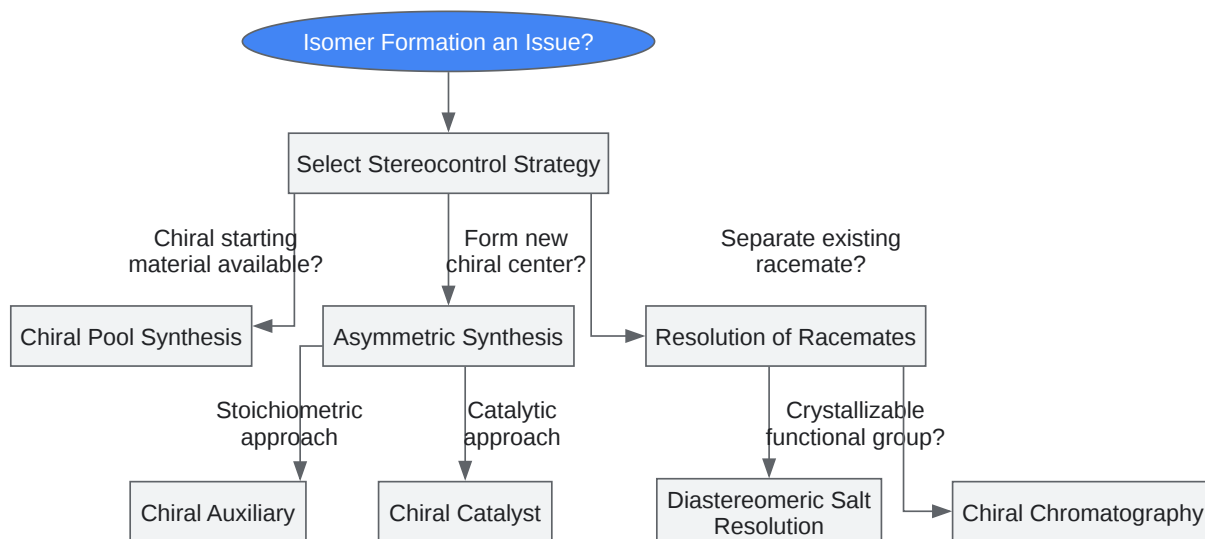 Isomer Formation an Issue?
Select Stereocontrol Strategy
Chiral starting
material available?
Form new
chiral center?
Separate existing
racemate?
Chiral Pool Synthesis
Asymmetric Synthesis
Resolution of Racemates
Stoichiometric
approach
Catalytic
approach
Crystallizable
functional group?
Chiral Auxiliary
Chiral Catalyst
Diastereomeric Salt
Resolution
Chiral Chromatography